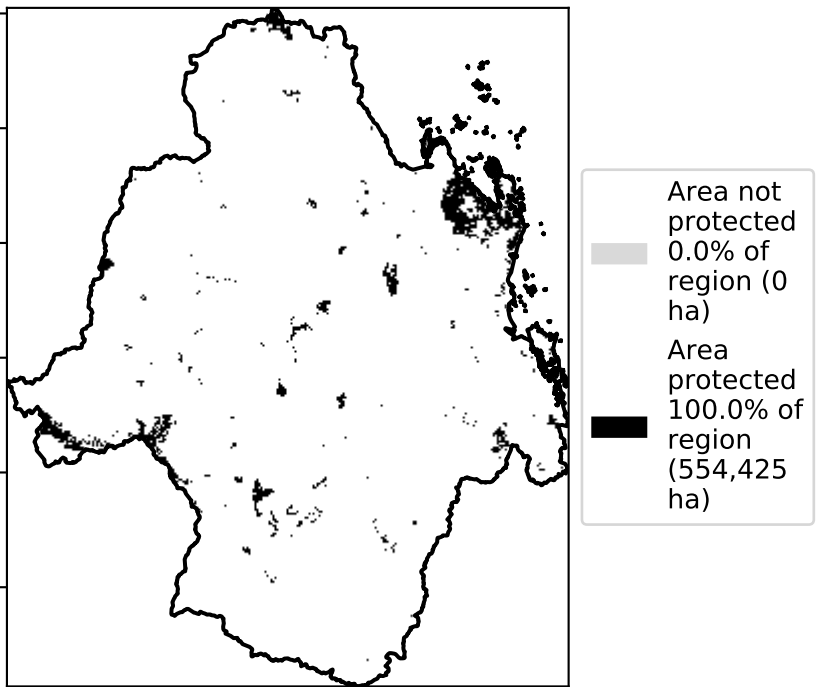 Area not
protected
0.0% of
region (0
ha)
Area
protected
100.0% of
region
(554,425
ha)